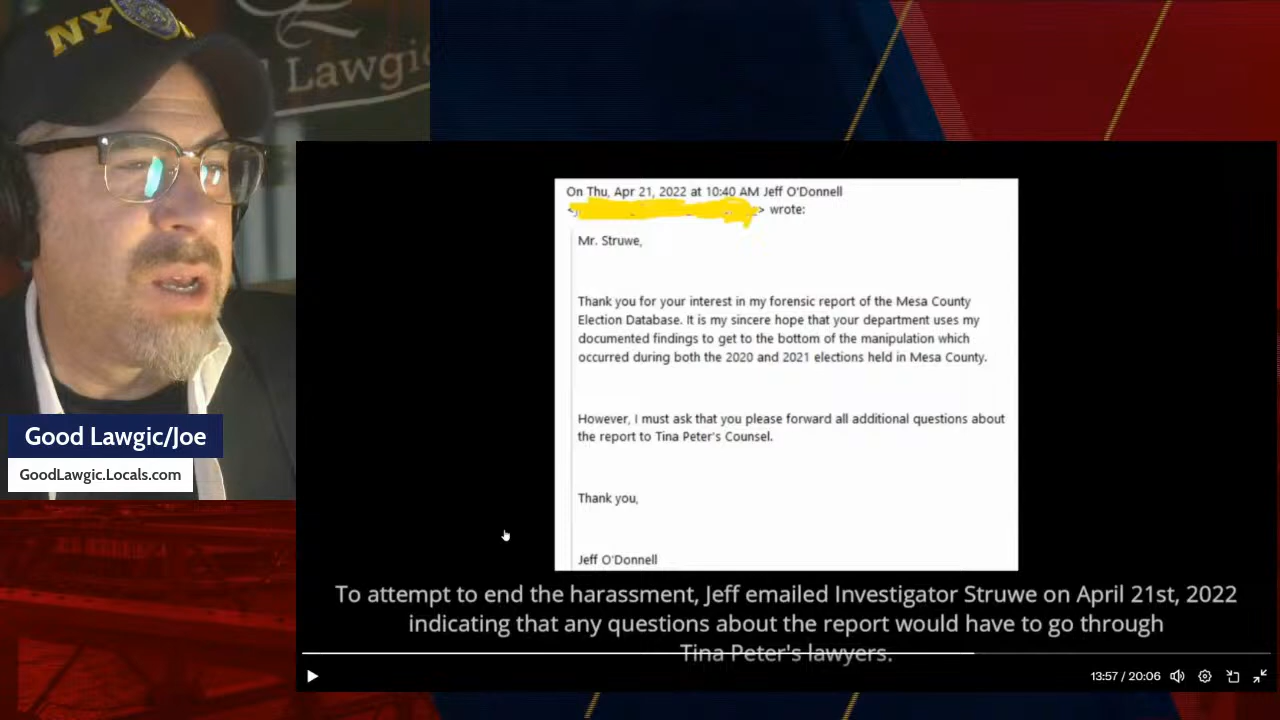 NY
Lawgic
Good Lawgic/Joe
GoodLawgic.Locals.com
On Thu, Apr 21, 2022 at 10:40 AM Jeff O'Donnell
> wrote:
Mr. Struwe,
Thank you for your interest in my forensic report of the Mesa County
Election Database. It is my sincere hope that your department uses my
documented findings to get to the bottom of the manipulation which
occurred during both the 2020 and 2021 elections held in Mesa County.
However, I must ask that you please forward all additional questions about
the report to Tina Peter's Counsel.
Thank you,
Jeff O'Donnell
To attempt to end the harassment, Jeff emailed Investigator Struwe on April 21st, 2022
indicating that any questions about the report would have to go through
Tina Peter's lawyers.
13:57 / 20:06